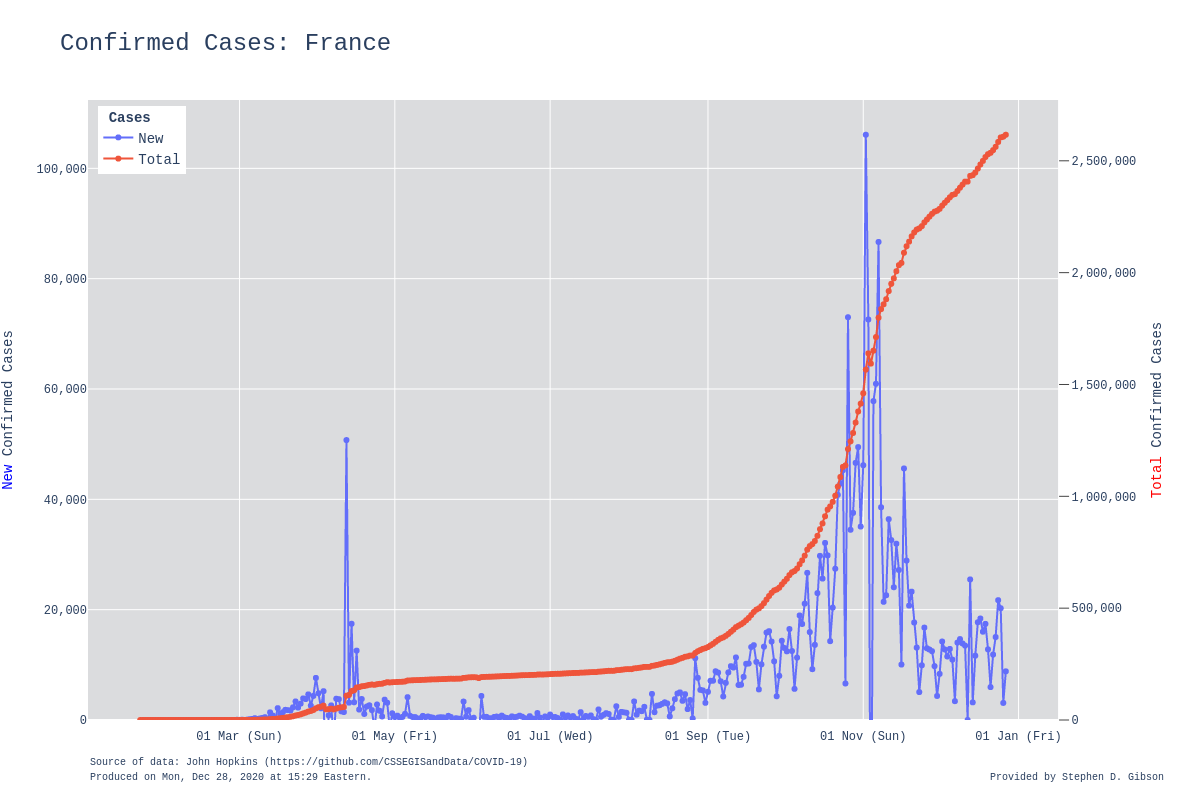 Confirmed Cases: France
Cases
New
Total
100,000
80,000
60,000
40,000
20,000
0
New Confirmed Cases
2,500,000
2,000,000
1,500,000
1,000,000
500,000
0
Total Confirmed Cases
01 Mar (Sun)
01 May (Fri)
01 Jul (Wed)
01 Sep (Tue)
01 Nov (Sun)
01 Jan (Fri)
Source of data: John Hopkins (https://github.com/CSSEGISandData/COVID-19)
Produced on Mon, Dec 28, 2020 at 15:29 Eastern.
Provided by Stephen D. Gibson